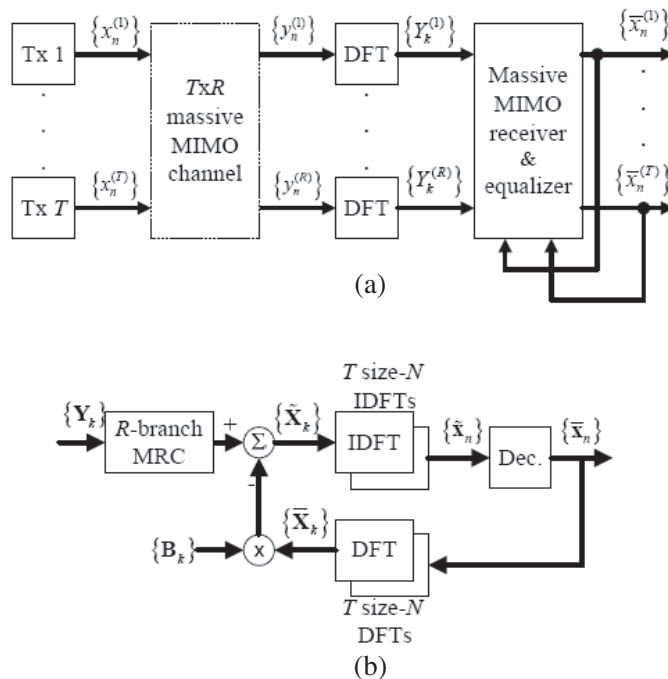 Tx 1
{x_n^{(1)}}
TxR
massive
MIMO
channel
{y_n^{(1)}}
DFT
{Y_k^{(1)}}
Massive
MIMO
receiver
&
equalizer
{x̄_n^{(1)}}
Tx T
{x_n^{(T)}}
{y_n^{(R)}}
DFT
{Y_k^{(R)}}
{x̄_n^{(T)}}
(a)
T size-N
IDFTs
{Y_k}
R-branch
MRC
+
Σ
-
{X̃_k}
IDFT
{x̃_n}
Dec.
{x̄_n}
{B_k}
x
{X̄_k}
DFT
T size-N
DFTs
(b)